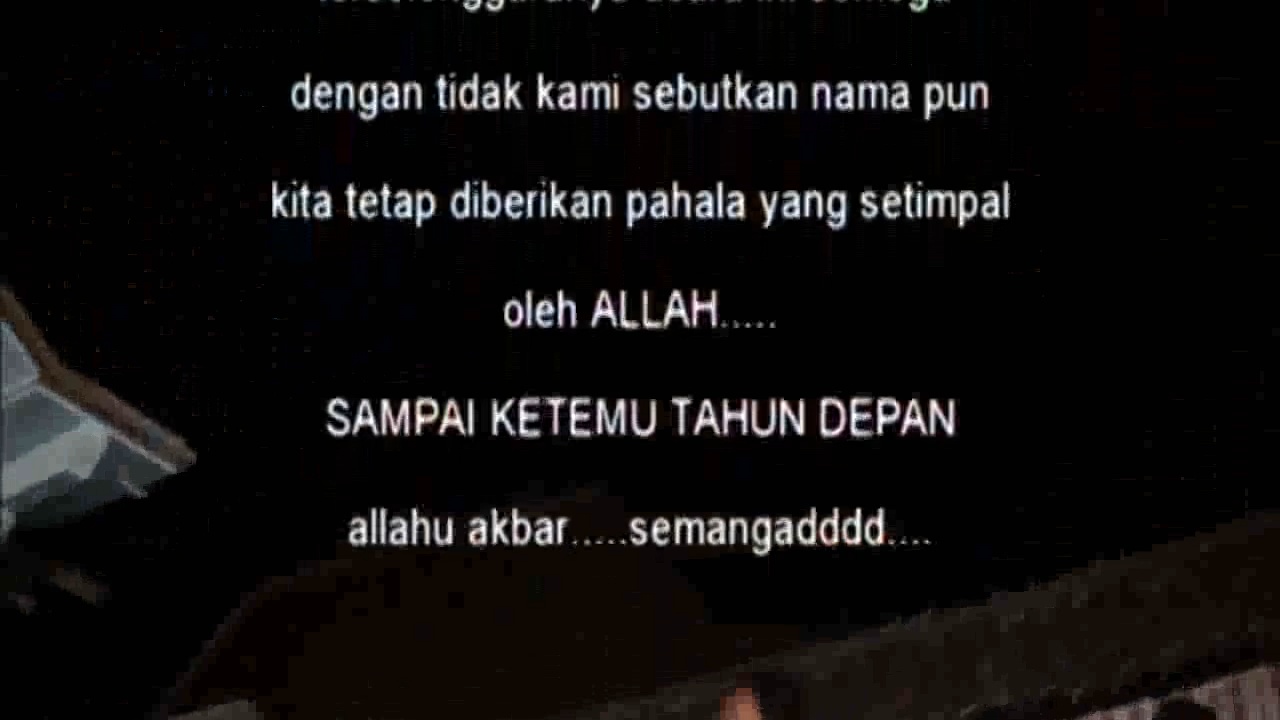 dengan tidak kami sebutkan nama pun
kita tetap diberikan pahala yang setimpal
oleh ALLAH.....
SAMPAI KETEMU TAHUN DEPAN
allahu akbar.....semangadddd....